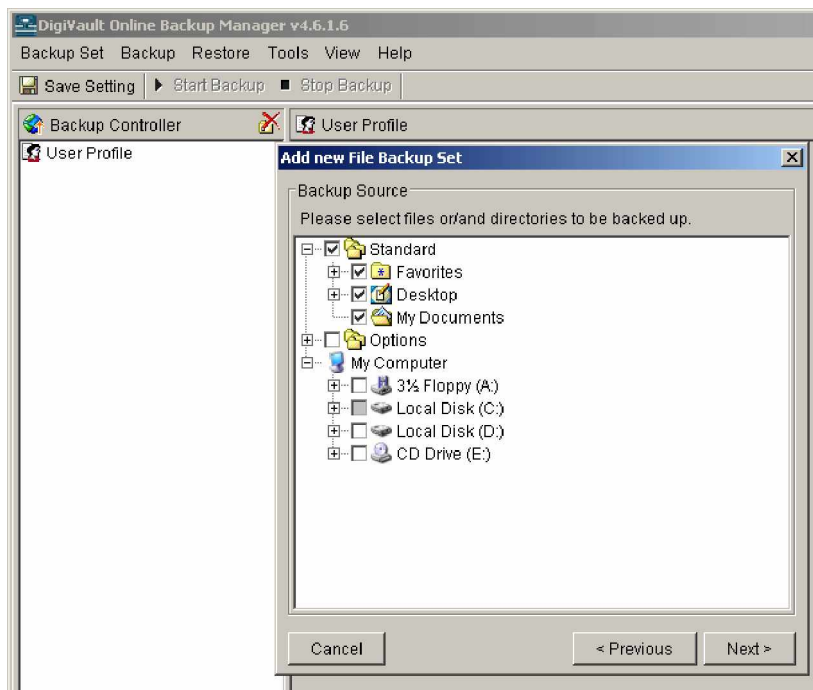 DigiVault Online Backup Manager v4.6.1.6
Backup Set Backup Restore Tools View Help
Save Setting Start Backup Stop Backup
Backup Controller
User Profile
User Profile
Add new File Backup Set
Backup Source
Please select files or/and directories to be backed up.
Standard
Favorites
Desktop
My Documents
Options
My Computer
3½ Floppy (A:)
Local Disk (C:)
Local Disk (D:)
CD Drive (E:)
Cancel < Previous Next >